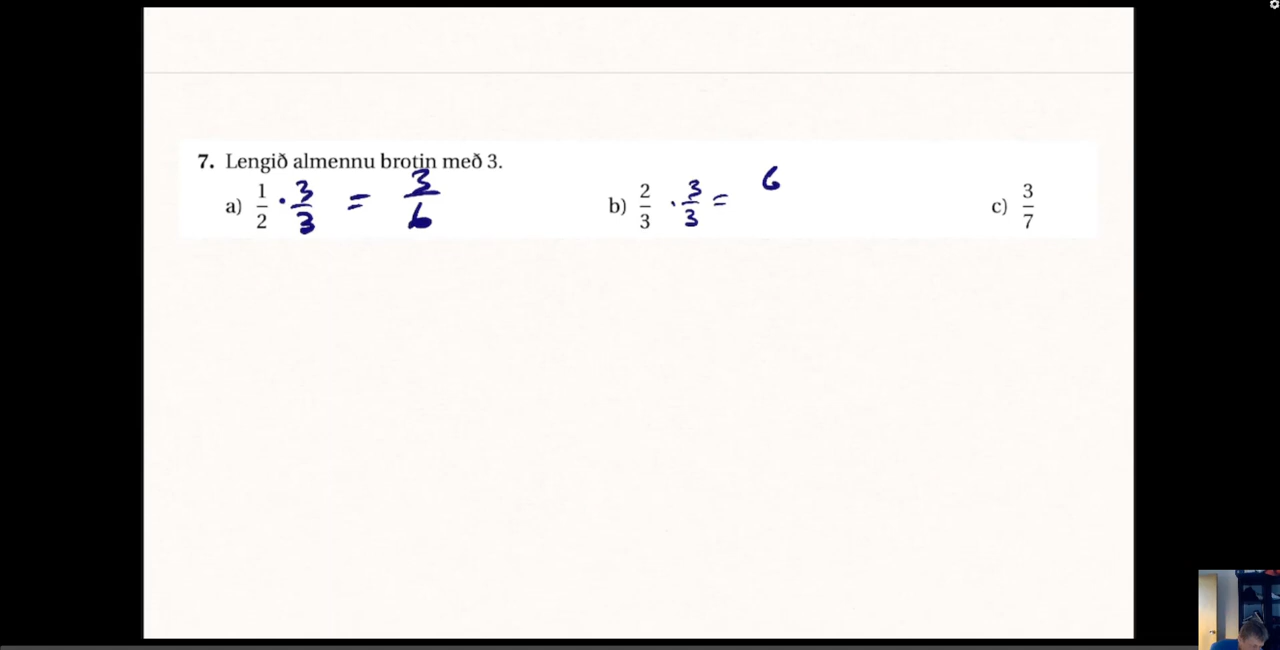 7. Lengið almennu brotin með 3.
a) 1/2 · 3/3 = 3/6 b) 2/3 · 3/3 = 6 c) 3/7